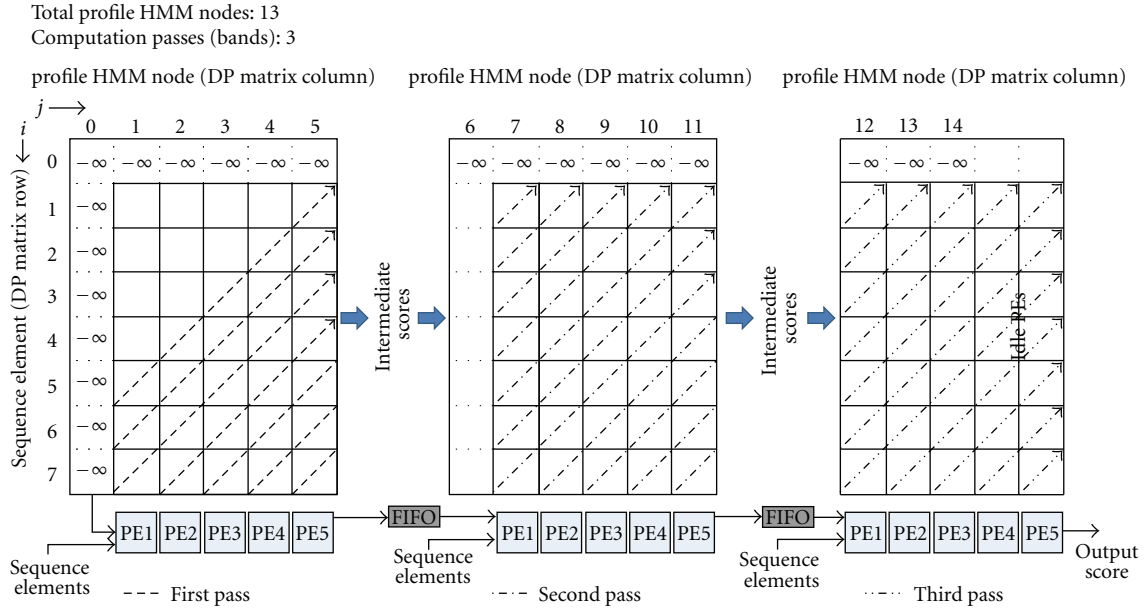 Total profile HMM nodes: 13
Computation passes (bands): 3
profile HMM node (DP matrix column)
profile HMM node (DP matrix column)
profile HMM node (DP matrix column)
j
i
0 1 2 3 4 5
6 7 8 9 10 11
12 13 14
Sequence element (DP matrix row)
0 −∞ −∞ −∞ −∞ −∞ −∞
−∞ −∞ −∞ −∞ −∞ −∞
−∞ −∞ −∞
1 −∞
2 −∞
3 −∞
4 −∞
5 −∞
6 −∞
7 −∞
Intermediate
scores
Intermediate
scores
Idle PEs
PE1 PE2 PE3 PE4 PE5
FIFO
PE1 PE2 PE3 PE4 PE5
FIFO
PE1 PE2 PE3 PE4 PE5
Sequence
elements
Sequence
elements
Sequence
elements
Output
score
First pass
Second pass
Third pass